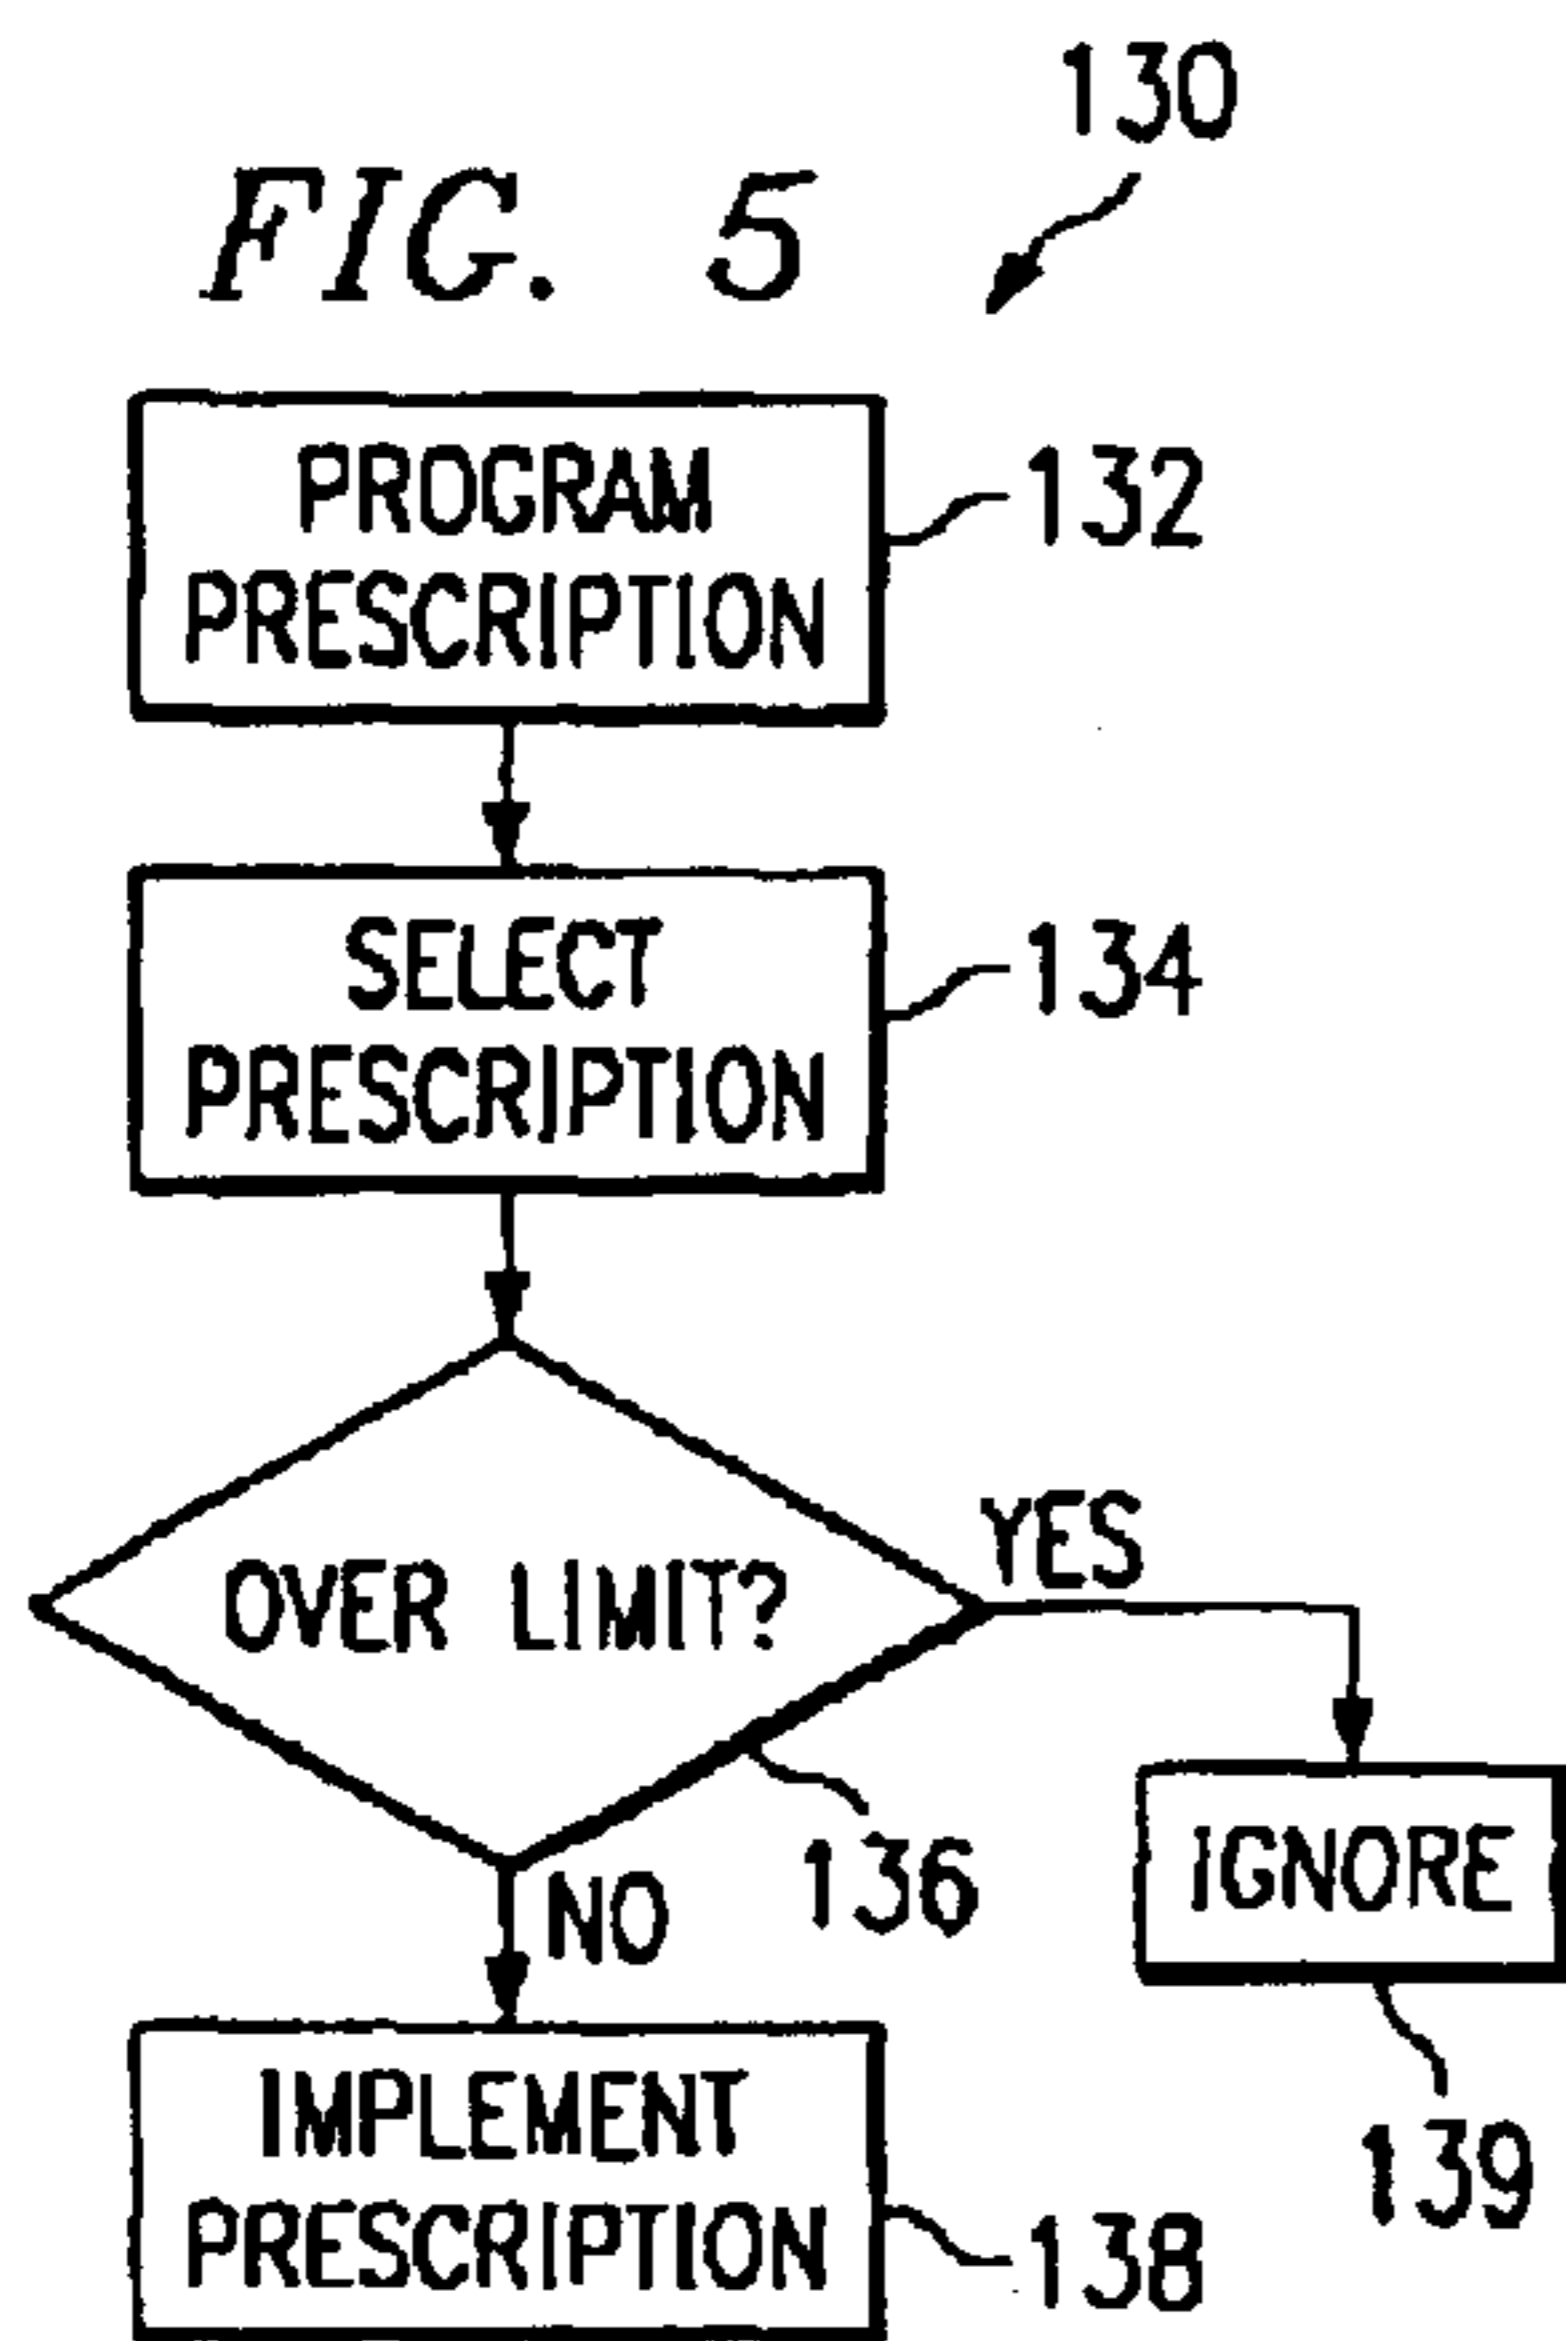 130
FIG. 5
PROGRAM
PRESCRIPTION
132
SELECT
PRESCRIPTION
134
OVER LIMIT?
YES
136
NO
IGNORE
139
IMPLEMENT
PRESCRIPTION
138